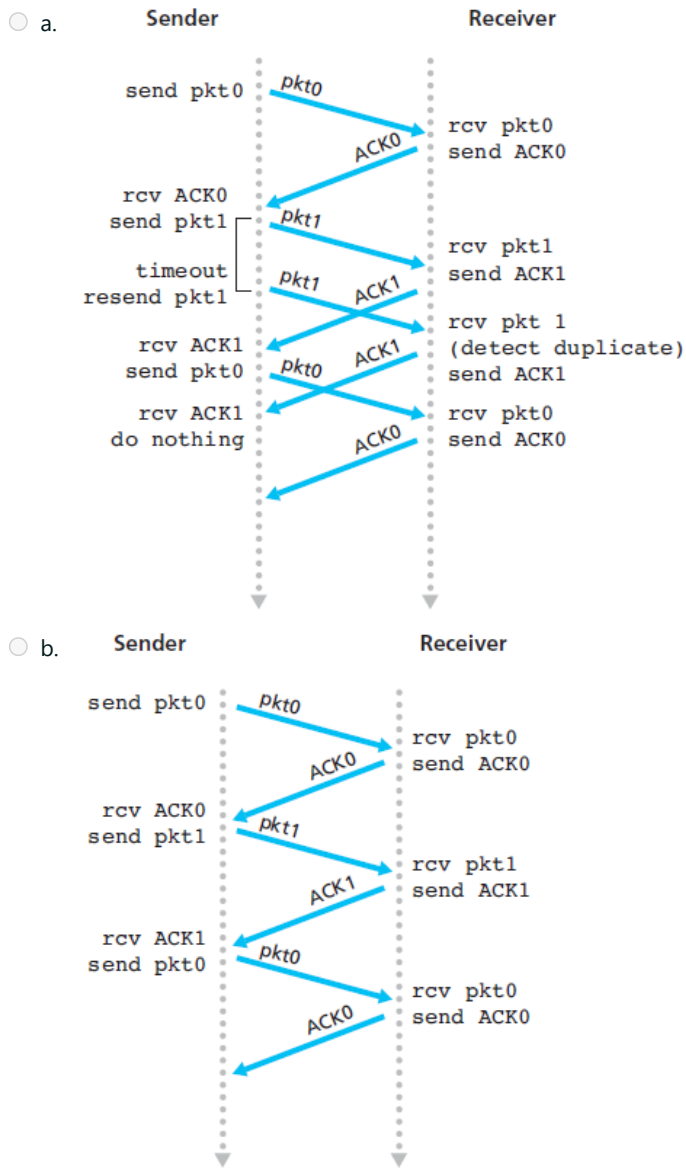 a.
Sender Receiver
send pkt0
pkt0
rcv pkt0
send ACK0
ACK0
rcv ACK0
send pkt1
pkt1
rcv pkt1
send ACK1
timeout
resend pkt1
pkt1
ACK1
rcv pkt 1
(detect duplicate)
send ACK1
rcv ACK1
send pkt0
ACK1
pkt0
rcv ACK1
do nothing
rcv pkt0
send ACK0
ACK0
b.
Sender Receiver
send pkt0
pkt0
rcv pkt0
send ACK0
ACK0
rcv ACK0
send pkt1
pkt1
rcv pkt1
send ACK1
ACK1
rcv ACK1
send pkt0
pkt0
rcv pkt0
send ACK0
ACK0